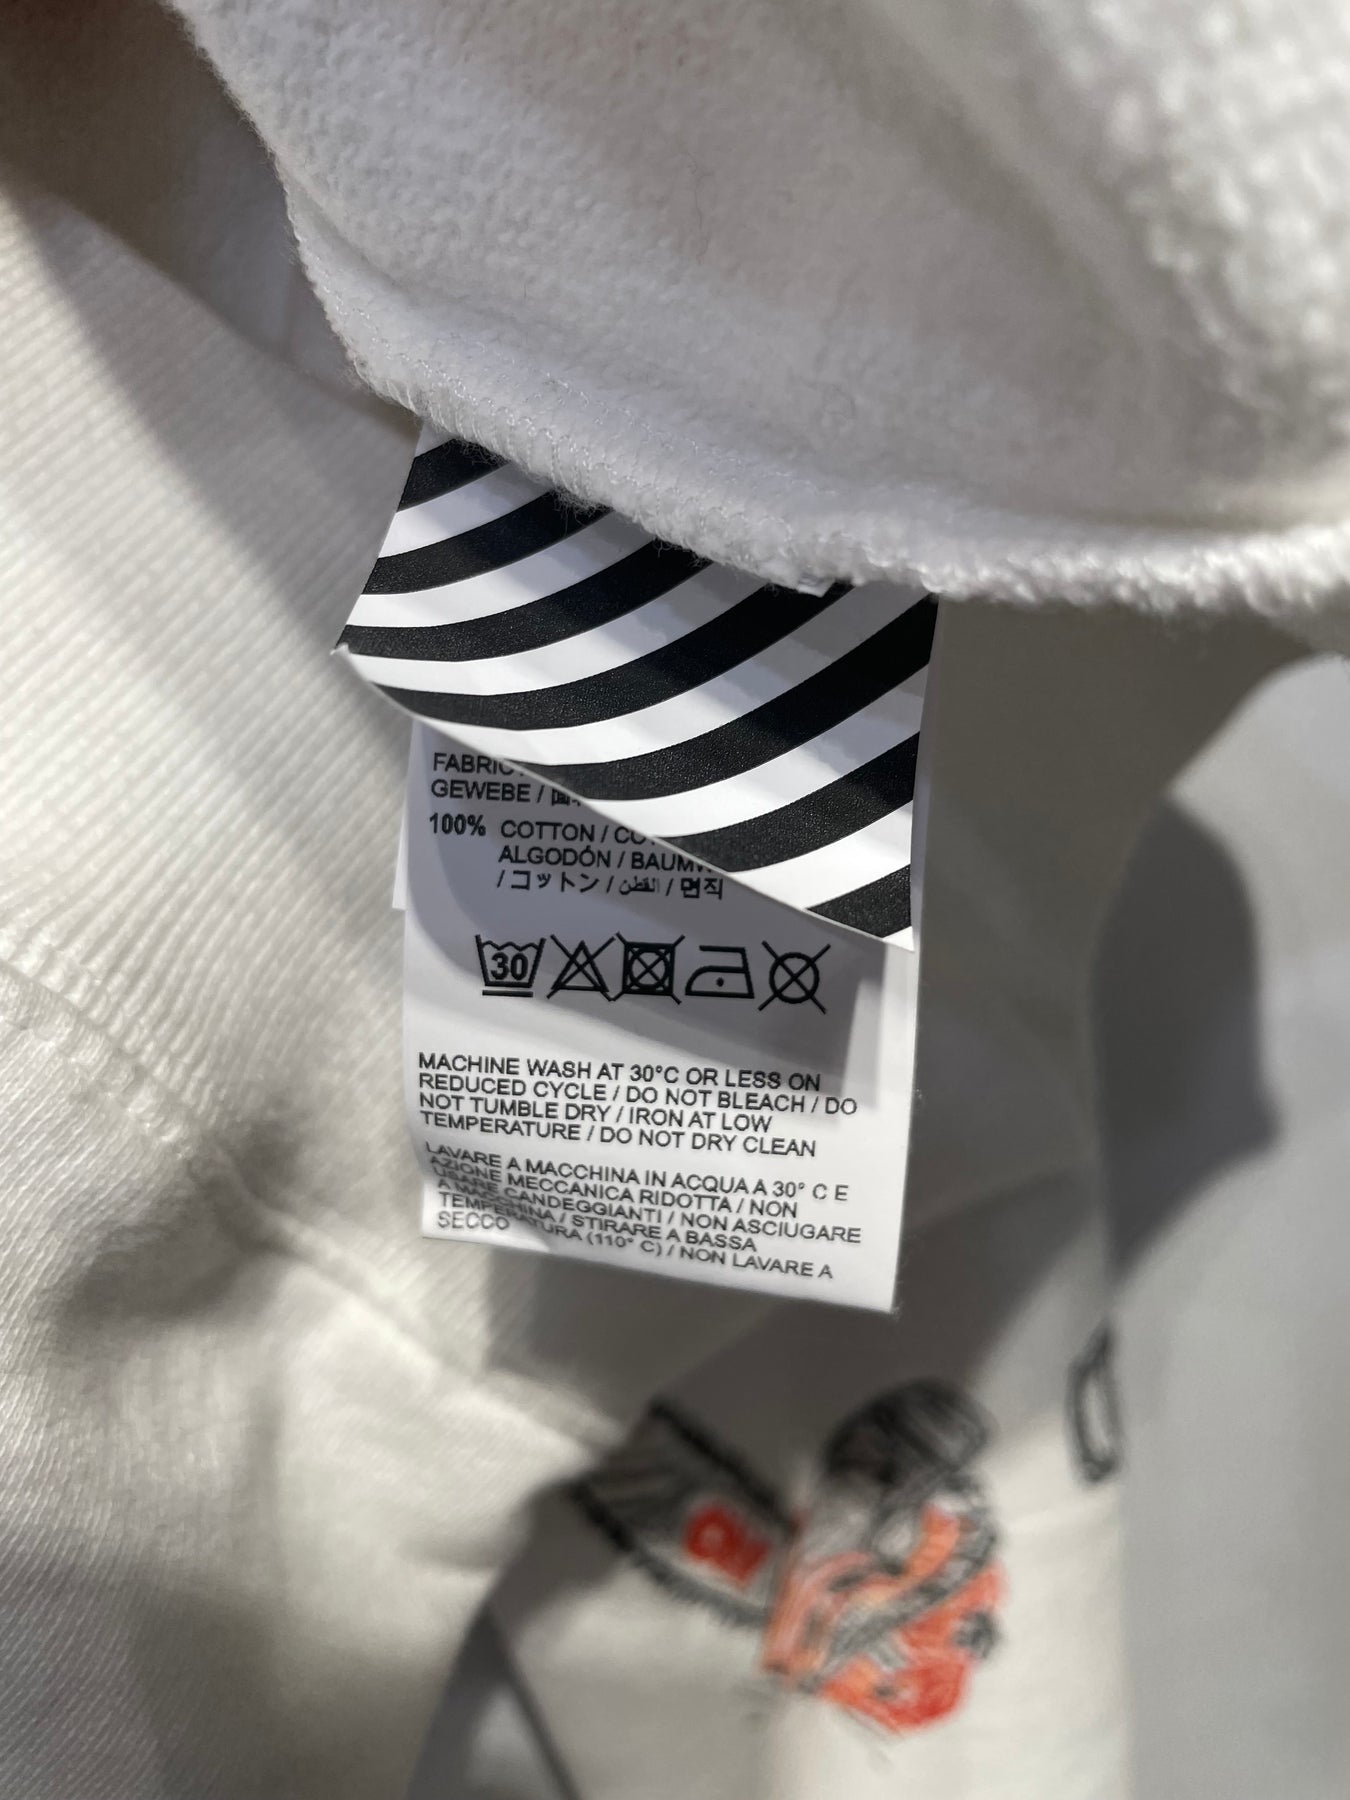 FABRIC
GEWEBE /
100% COTTON /
ALGODÓN /
/ コットン / القطن / 면직
30
MACHINE WASH AT 30°C OR LESS ON
REDUCED CYCLE / DO NOT BLEACH / DO
NOT TUMBLE DRY / IRON AT LOW
TEMPERATURE / DO NOT DRY CLEAN
LAVARE A MACCHINA IN ACQUA A 30° C E
AZIONE MECCANICA RIDOTTA / NON
USARE CANDEGGIANTI / NON ASCIUGARE
A MACCHINA / STIRARE A BASSA
TEMPERATURA (110° C) / NON LAVARE A
SECCO